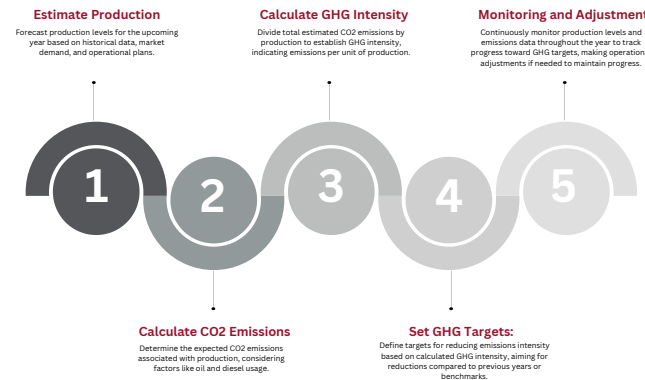 Estimate Production
Forecast production levels for the upcoming
year based on historical data, market
demand, and operational plans.
1
Calculate CO2 Emissions
Determine the expected CO2 emissions
associated with production, considering
factors like oil and diesel usage.
2
Calculate GHG Intensity
Divide total estimated CO2 emissions by
production to establish GHG intensity,
indicating emissions per unit of production.
3
Set GHG Targets:
Define targets for reducing emissions intensity
based on calculated GHG intensity, aiming for
reductions compared to previous years or
benchmarks.
4
Monitoring and Adjustment
Continuously monitor production levels and
emissions data throughout the year to track
progress toward GHG targets, making operation
adjustments if needed to maintain progress.
5